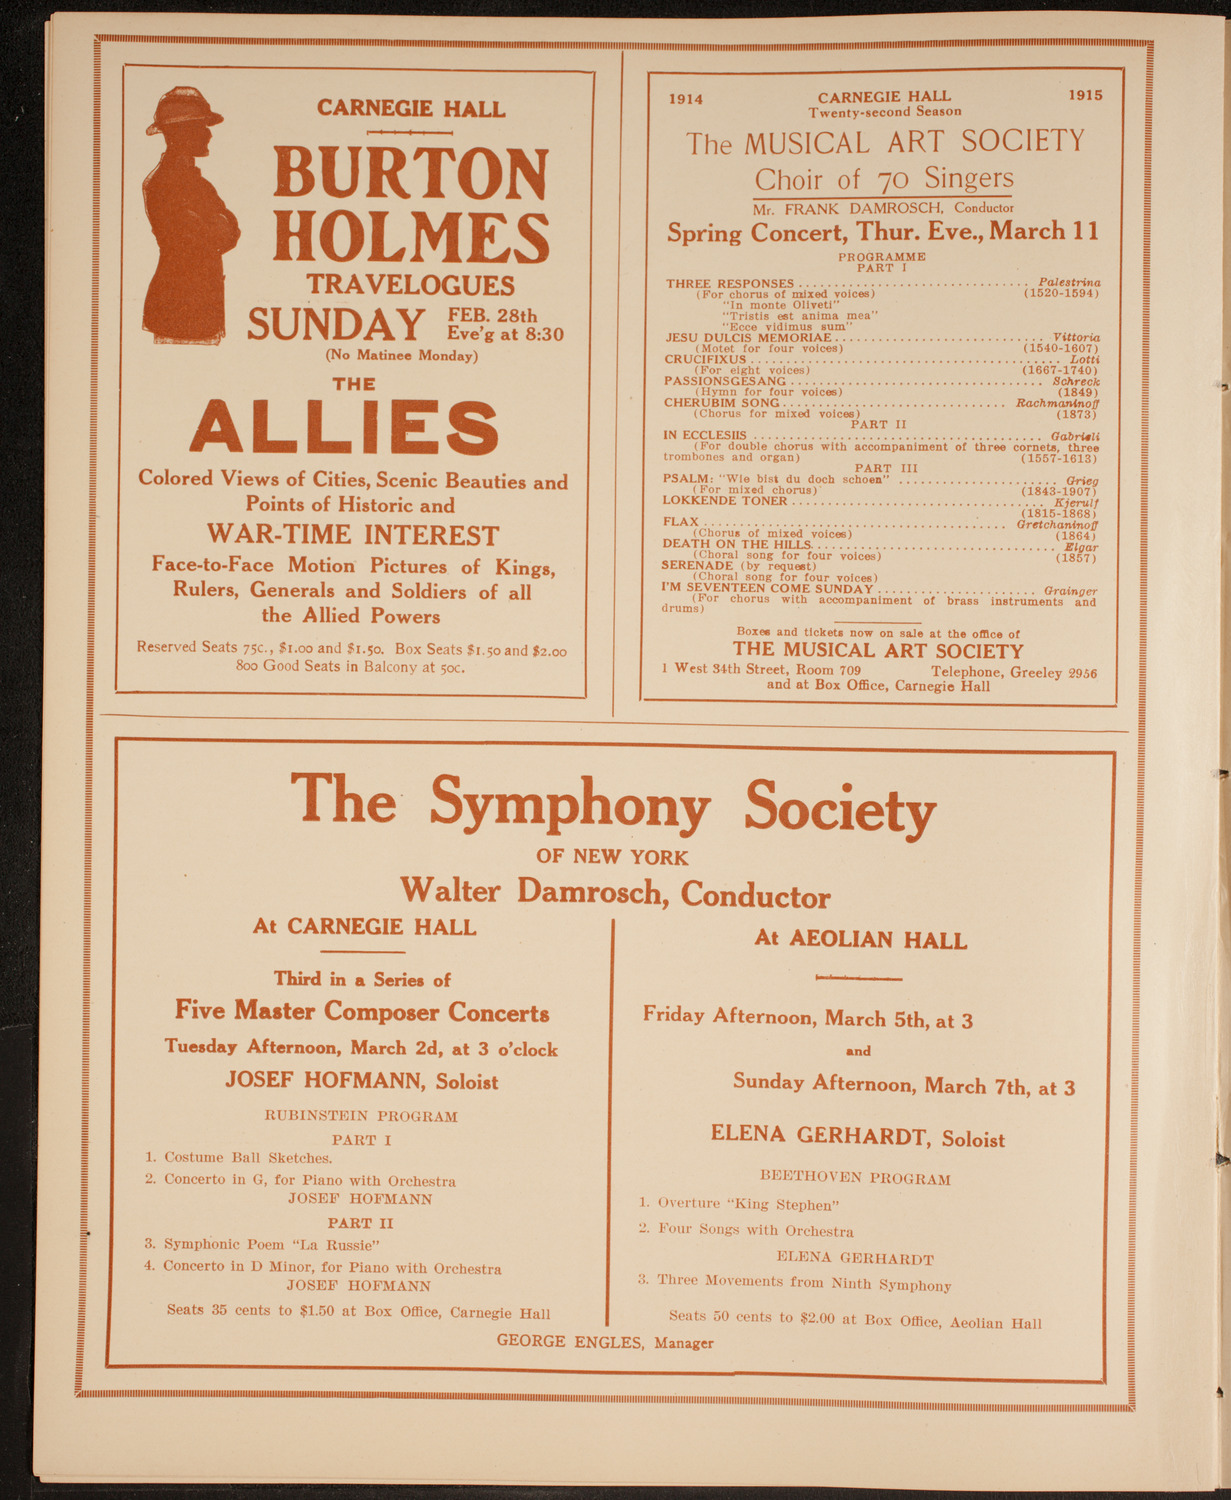 CARNEGIE HALL
BURTON
HOLMES
TRAVELOGUES
SUNDAY FEB. 28th
Eve'g at 8:30
(No Matinee Monday)
THE
ALLIES
Colored Views of Cities, Scenic Beauties and
Points of Historic and
WAR-TIME INTEREST
Face-to-Face Motion Pictures of Kings,
Rulers, Generals and Soldiers of all
the Allied Powers
Reserved Seats 75c., $1.00 and $1.50. Box Seats $1.50 and $2.00
800 Good Seats in Balcony at 50c.
1914 CARNEGIE HALL 1915
Twenty-second Season
The MUSICAL ART SOCIETY
Choir of 70 Singers
Mr. FRANK DAMROSCH, Conductor
Spring Concert, Thur. Eve., March 11
PROGRAMME
PART I
THREE RESPONSES Palestrina
(For chorus of mixed voices) (1520-1594)
"In monte Oliveti"
"Tristis est anima mea"
"Ecce vidimus sum"
JESU DULCIS MEMORIAE Vittoria
(Motet for four voices) (1540-1607)
CRUCIFIXUS Lotti
(For eight voices) (1667-1740)
PASSIONSGESANG Schreck
(Hymn for four voices) (1849)
CHERUBIM SONG Rachmaninoff
(Chorus for mixed voices) (1873)
PART II
IN ECCLESIIS Gabrieli
(For double chorus with accompaniment of three cornets, three
trombones and organ) (1557-1613)
PART III
PSALM: "Wie bist du doch schoen" Grieg
(For mixed chorus) (1843-1907)
LOKKENDE TONER Kjerulf
(1815-1868)
FLAX Gretchaninoff
(Chorus of mixed voices) (1864)
DEATH ON THE HILLS Elgar
(Choral song for four voices) (1857)
SERENADE (by request)
(Choral song for four voices)
I'M SEVENTEEN COME SUNDAY Grainger
(For chorus with accompaniment of brass instruments and
drums)
Boxes and tickets now on sale at the office of
THE MUSICAL ART SOCIETY
1 West 34th Street, Room 709 Telephone, Greeley 2956
and at Box Office, Carnegie Hall
The Symphony Society
OF NEW YORK
Walter Damrosch, Conductor
At CARNEGIE HALL
Third in a Series of
Five Master Composer Concerts
Tuesday Afternoon, March 2d, at 3 o'clock
JOSEF HOFMANN, Soloist
RUBINSTEIN PROGRAM
PART I
1. Costume Ball Sketches.
2. Concerto in G, for Piano with Orchestra
JOSEF HOFMANN
PART II
3. Symphonic Poem "La Russie"
4. Concerto in D Minor, for Piano with Orchestra
JOSEF HOFMANN
Seats 35 cents to $1.50 at Box Office, Carnegie Hall
At AEOLIAN HALL
Friday Afternoon, March 5th, at 3
and
Sunday Afternoon, March 7th, at 3
ELENA GERHARDT, Soloist
BEETHOVEN PROGRAM
1. Overture "King Stephen"
2. Four Songs with Orchestra
ELENA GERHARDT
3. Three Movements from Ninth Symphony
Seats 50 cents to $2.00 at Box Office, Aeolian Hall
GEORGE ENGLES, Manager